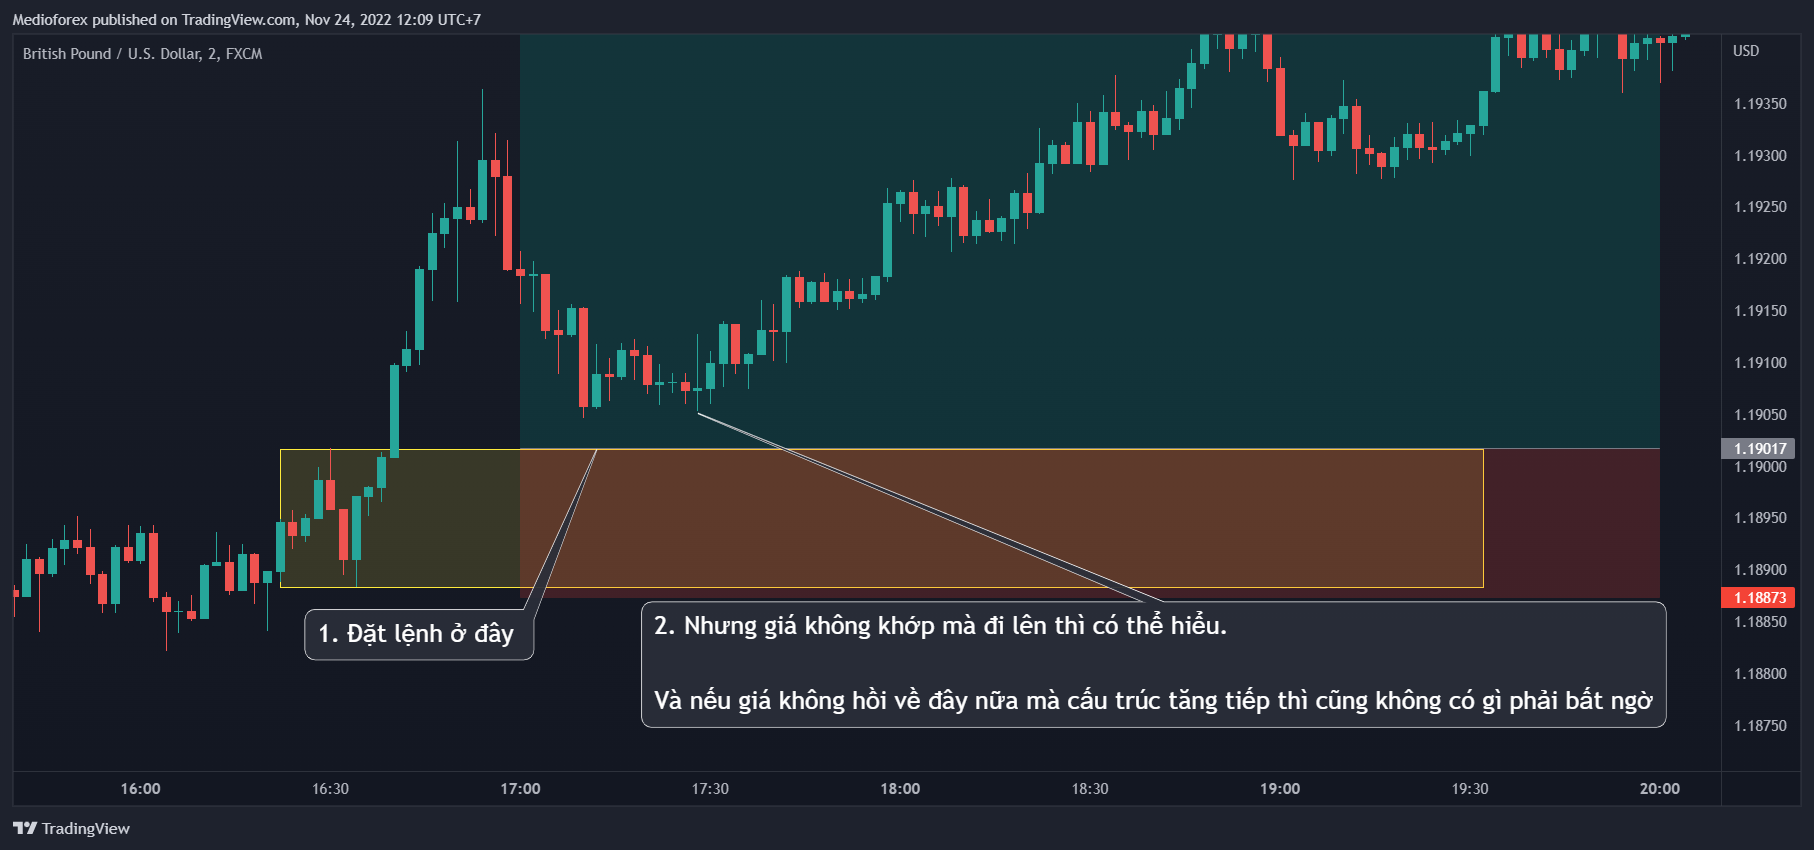 Medioforex published on TradingView.com, Nov 24, 2022 12:09 UTC+7
British Pound / U.S. Dollar, 2, FXCM
USD
1.19350
1.19300
1.19250
1.19200
1.19150
1.19100
1.19050
1.19017
1.19000
1.18950
1.18900
1.18873
1.18850
1.18800
1.18750
1. Đặt lệnh ở đây
2. Nhưng giá không khớp mà đi lên thì có thể hiểu.
Và nếu giá không hồi về đây nữa mà cấu trúc tăng tiếp thì cũng không có gì phải bất ngờ
16:00 16:30 17:00 17:30 18:00 18:30 19:00 19:30 20:00
TradingView